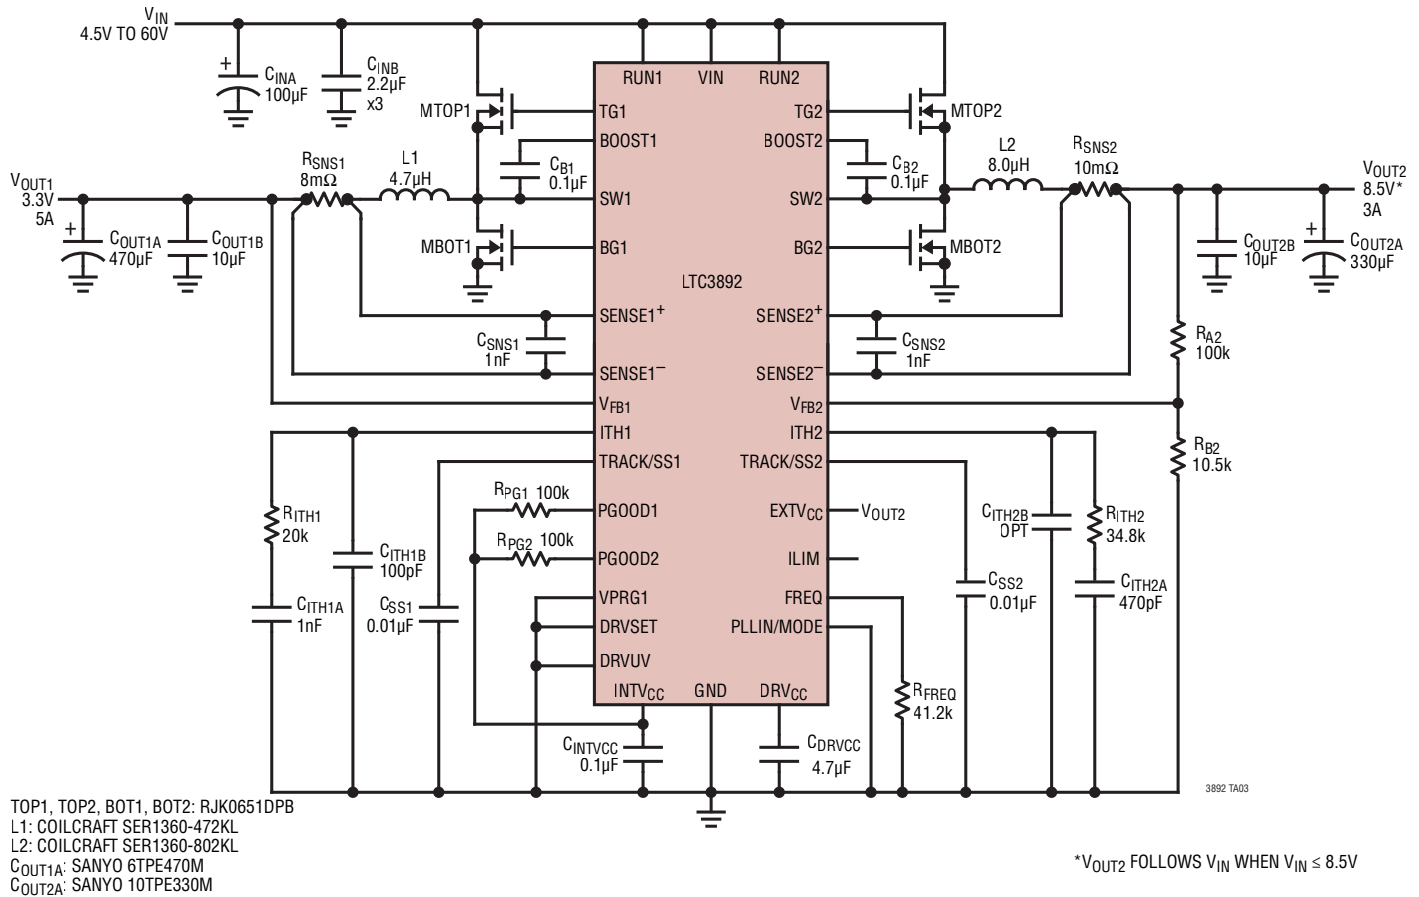 VIN
4.5V TO 60V
CINA
100µF
CINB
2.2µF
x3
RUN1
VIN
RUN2
MTOP1
TG1
TG2
MTOP2
BOOST1
BOOST2
CB1
0.1µF
CB2
0.1µF
VOUT1
3.3V
5A
RSNS1
8mΩ
L1
4.7µH
SW1
SW2
L2
8.0µH
RSNS2
10mΩ
VOUT2
8.5V*
3A
+
COUT1A
470µF
COUT1B
10µF
MBOT1
BG1
BG2
MBOT2
COUT2B
10µF
+
COUT2A
330µF
+
LTC3892
SENSE1+
SENSE2+
CSNS1
1nF
CSNS2
1nF
RA2
100k
SENSE1–
SENSE2–
VFB1
VFB2
ITH1
ITH2
RB2
10.5k
TRACK/SS1
TRACK/SS2
RPG1 100k
PGOOD1
EXTVCC
VOUT2
RITH1
20k
CITH2B
OPT
RITH2
34.8k
RPG2 100k
PGOOD2
ILIM
CITH1B
100pF
CITH1A
1nF
CSS1
0.01µF
VPRG1
FREQ
CSS2
0.01µF
CITH2A
470pF
DRVSET
PLLIN/MODE
DRVUV
INTVCC
GND
DRVCC
RFREQ
41.2k
CINTVCC
0.1µF
CDRVCC
4.7µF
3892 TA03
TOP1, TOP2, BOT1, BOT2: RJK0651DPB
L1: COILCRAFT SER1360-472KL
L2: COILCRAFT SER1360-802KL
COUT1A: SANYO 6TPE470M
COUT2A: SANYO 10TPE330M
*VOUT2 FOLLOWS VIN WHEN VIN ≤ 8.5V